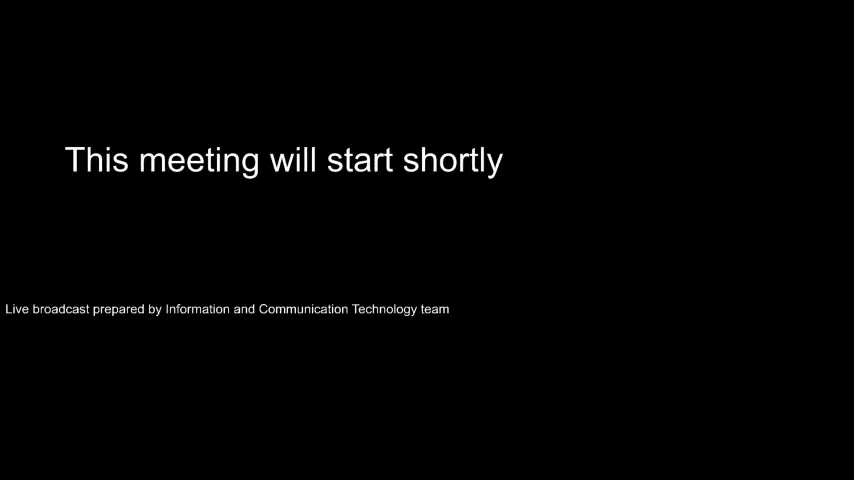 This meeting will start shortly
Live broadcast prepared by Information and Communication Technology team